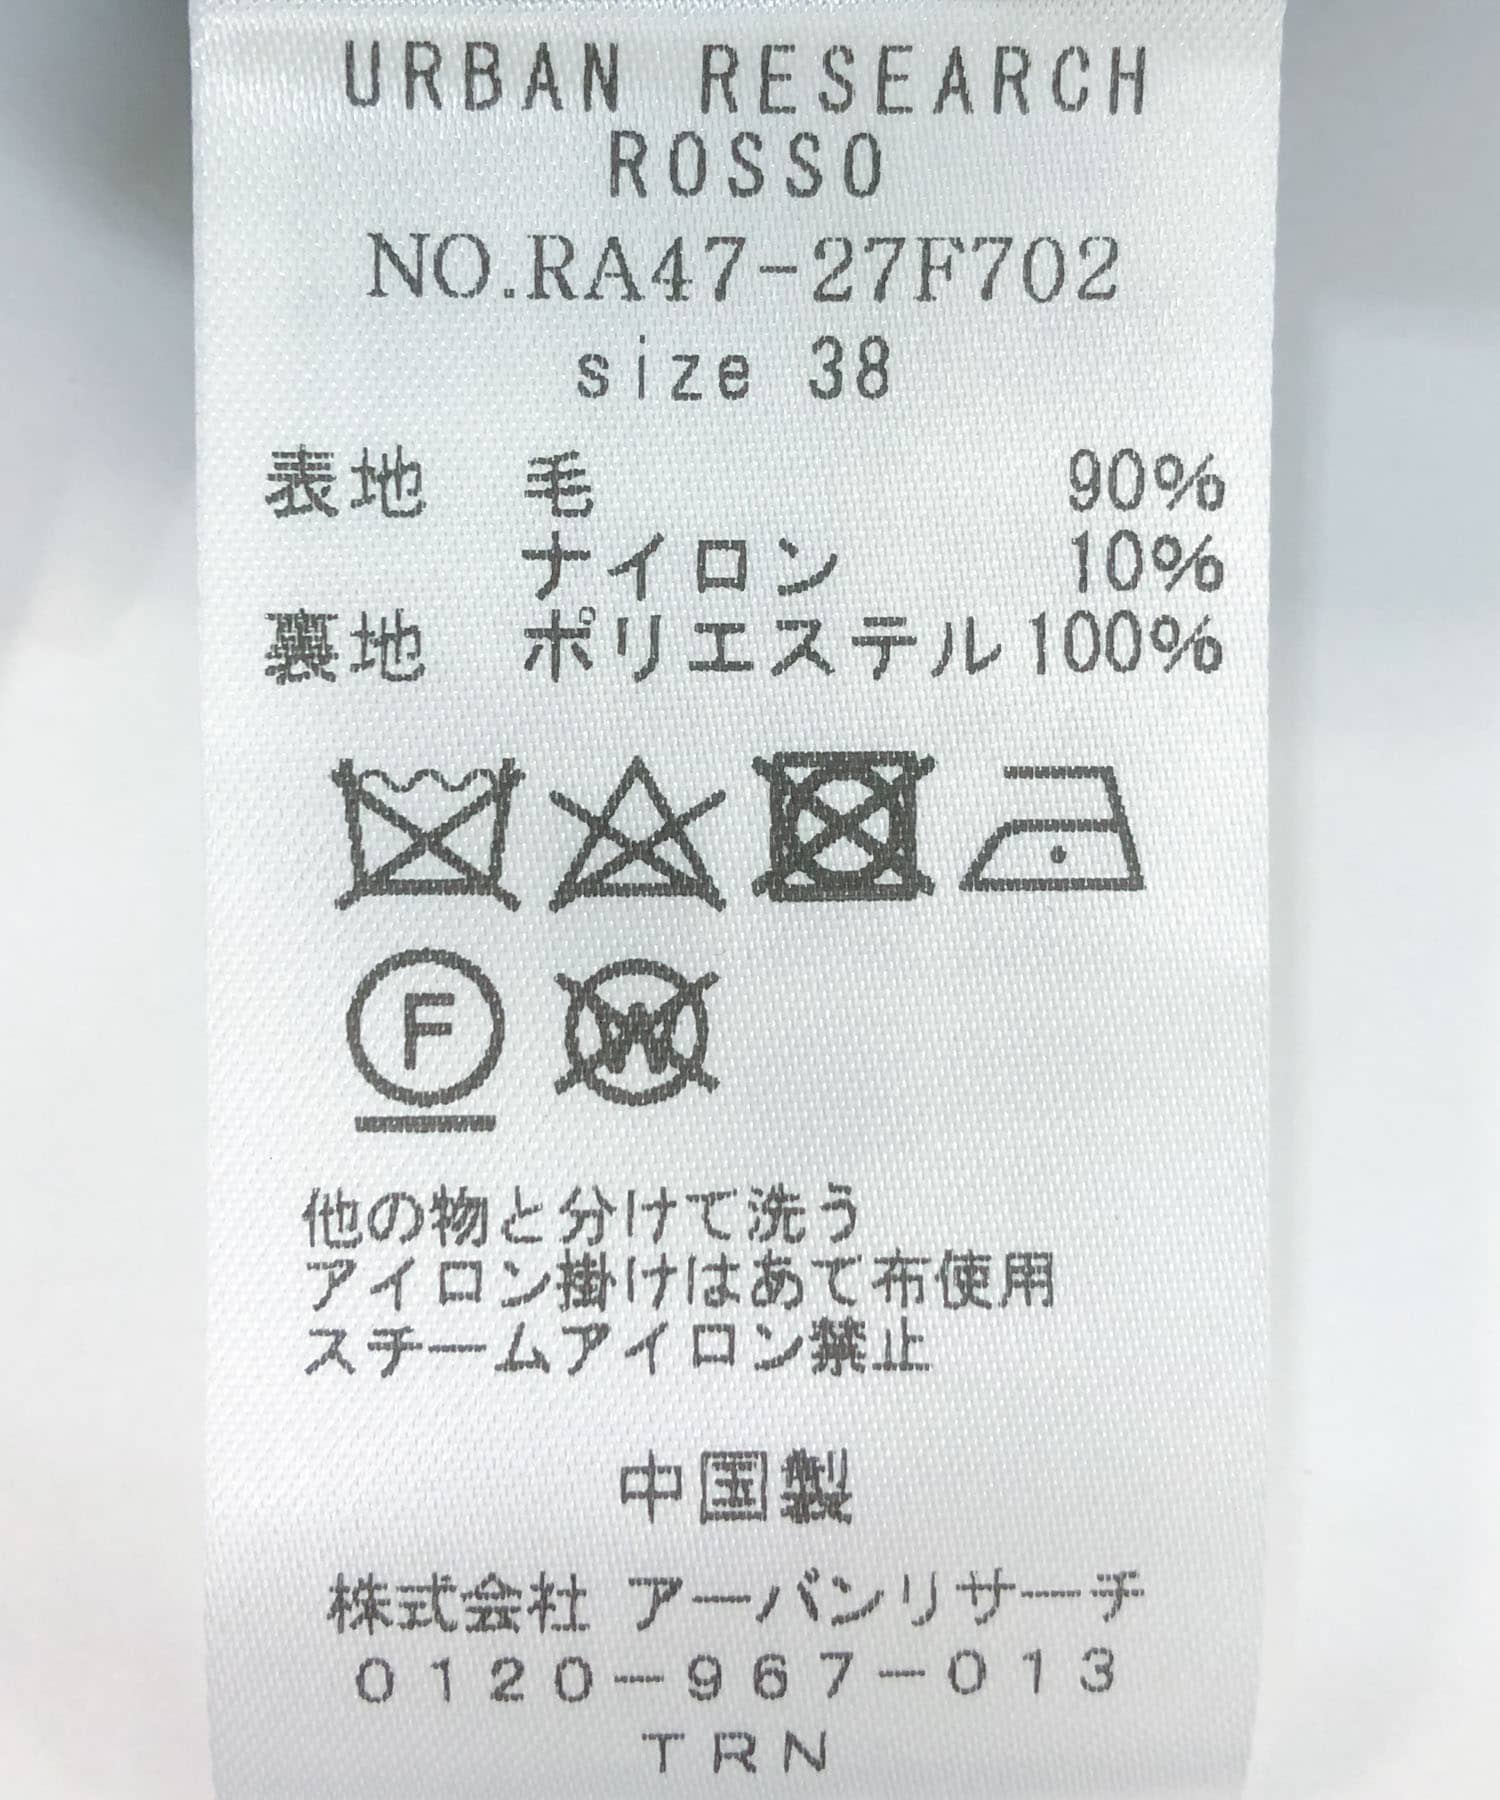 URBAN RESEARCH
ROSSO
NO.RA47-27F702
size 38
表地 毛 90%
ナイロン 10%
裏地 ポリエステル100%
F
W
他の物と分けて洗う
アイロン掛けはあて布使用
スチームアイロン禁止
中国製
株式会社 アーバンリサーチ
0120-967-013
TRN